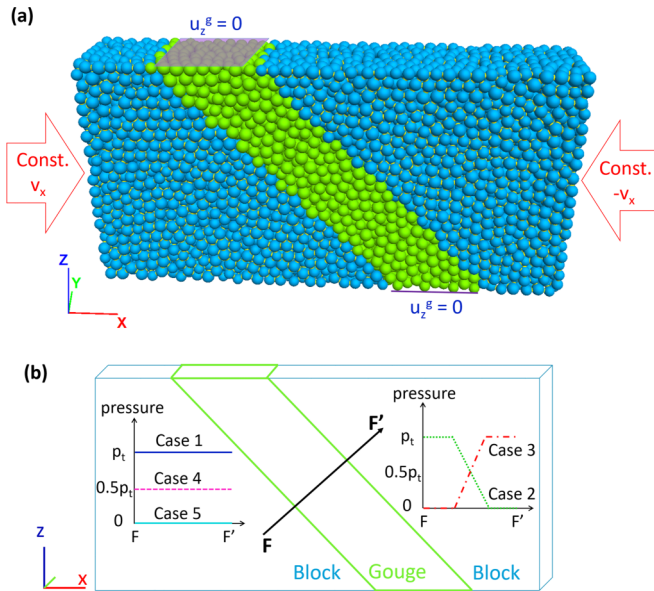 (a)
u_z^g = 0
Const.
v_x
Const.
-v_x
Z
Y
X
u_z^g = 0
(b)
pressure
p_t
0.5p_t
0
Case 1
Case 4
Case 5
F
F'
F'
F
pressure
p_t
0.5p_t
0
Case 3
Case 2
F
F'
Block
Gouge
Block
Z
X